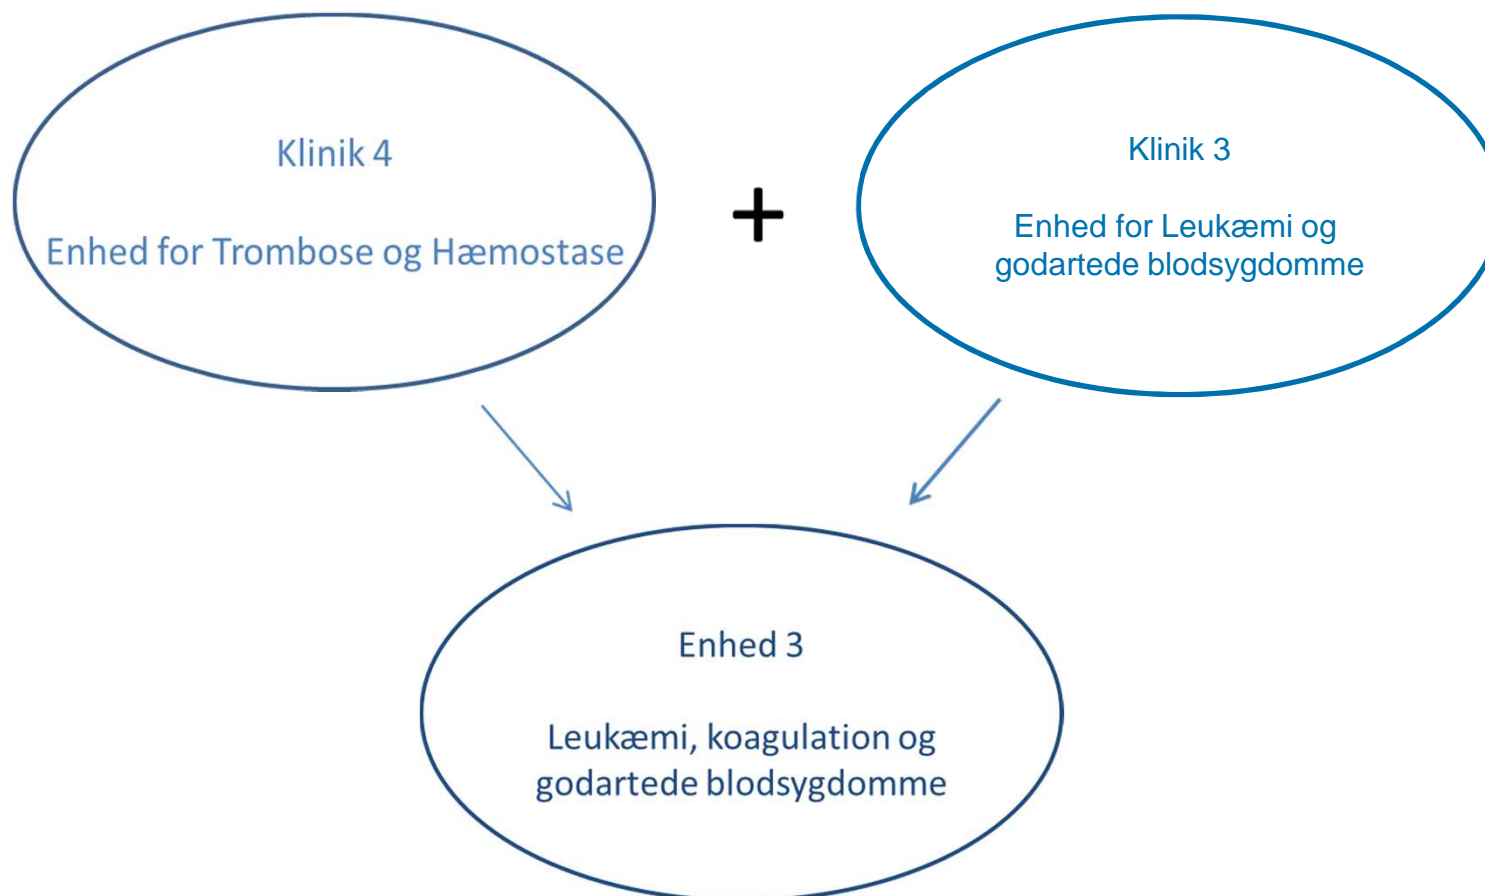 Klinik 4
Enhed for Trombose og Hæmostase
+
Klinik 3
Enhed for Leukæmi og
godartede blodsygdomme
Enhed 3
Leukæmi, koagulation og
godartede blodsygdomme